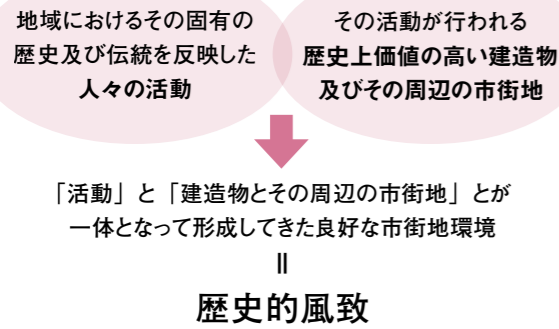 地域におけるその固有の
歴史及び伝統を反映した
人々の活動
その活動が行われる
歴史上価値の高い建造物
及びその周辺の市街地
「活動」と「建造物とその周辺の市街地」とが
一体となって形成してきた良好な市街地環境
＝
歴史的風致